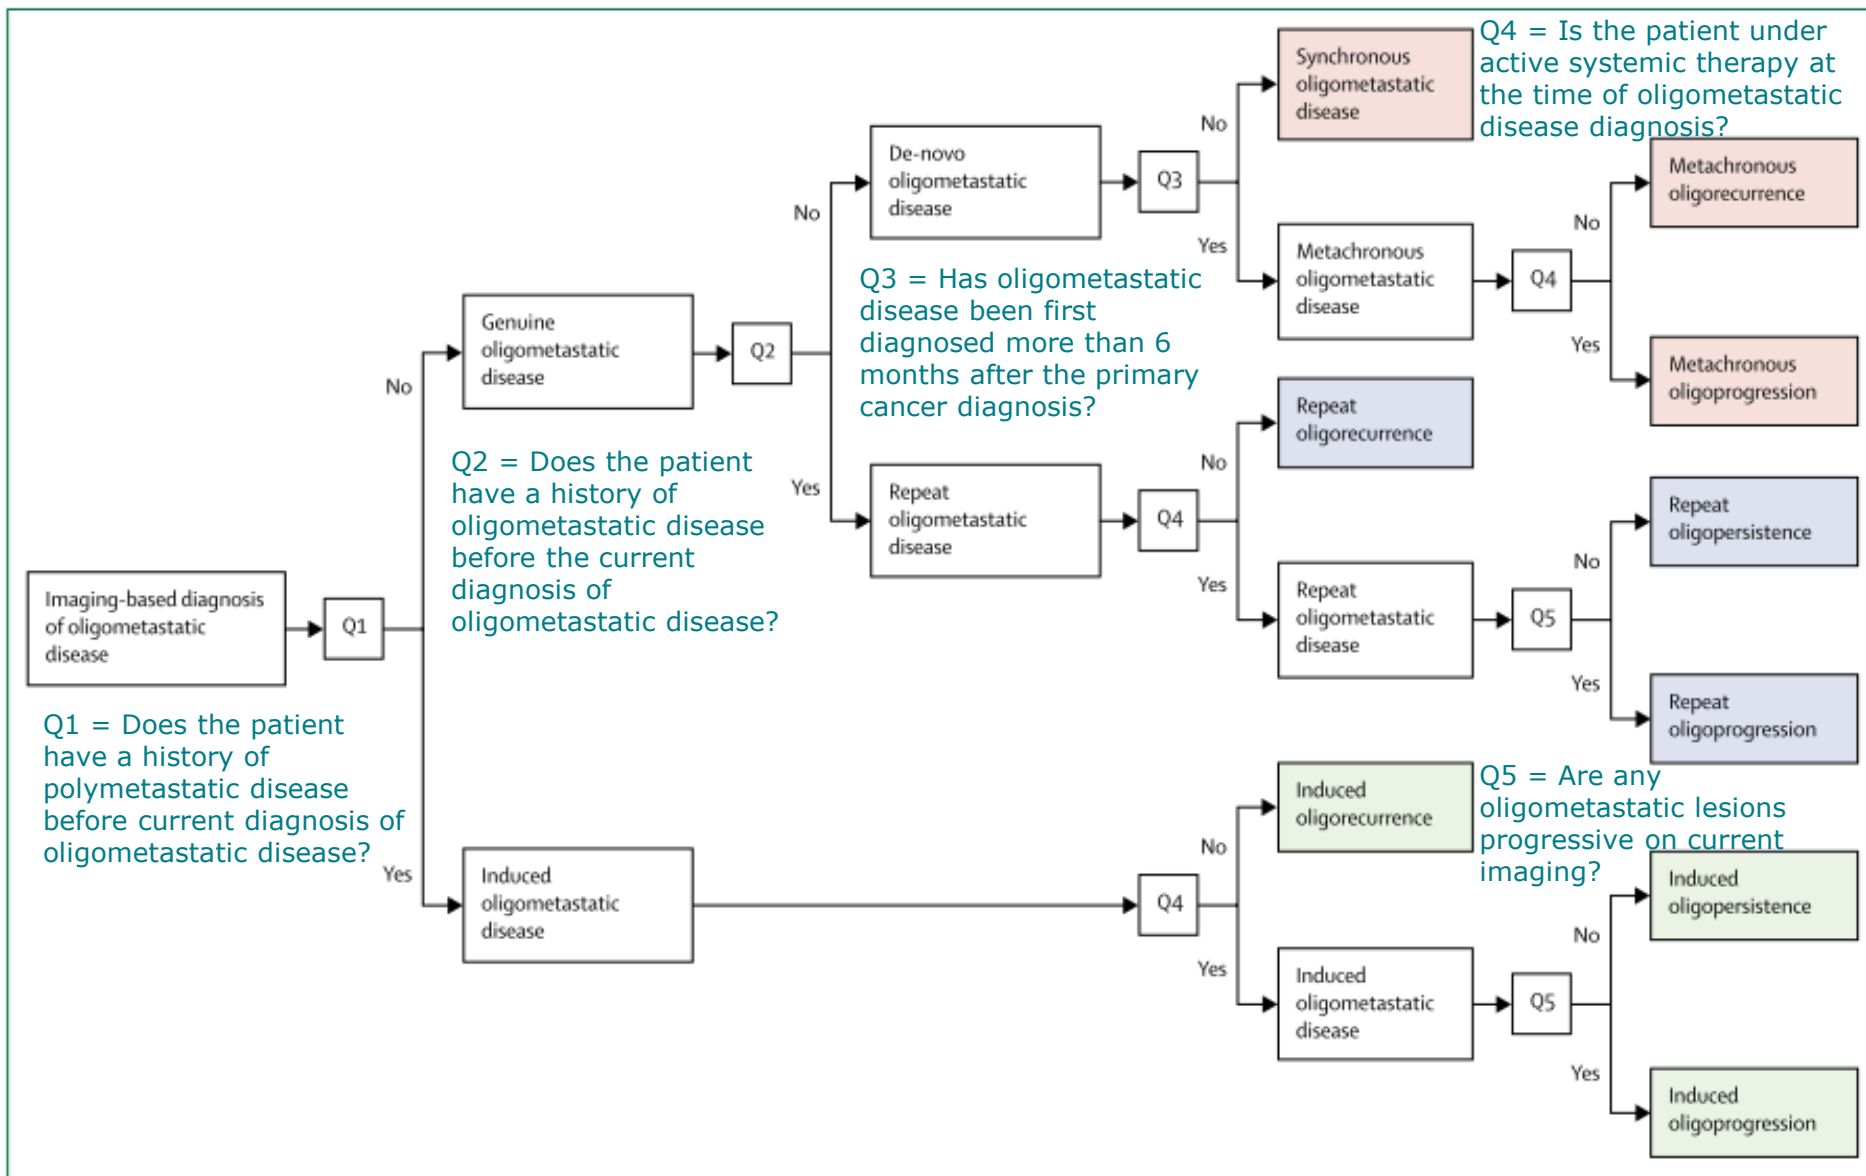 Imaging-based diagnosis
of oligometastatic
disease
Q1
Q1 = Does the patient
have a history of
polymetastatic disease
before current diagnosis of
oligometastatic disease?
No
Yes
Genuine
oligometastatic
disease
Q2
Q2 = Does the patient
have a history of
oligometastatic disease
before the current
diagnosis of
oligometastatic disease?
Induced
oligometastatic
disease
No
Yes
De-novo
oligometastatic
disease
Q3
Q3 = Has oligometastatic
disease been first
diagnosed more than 6
months after the primary
cancer diagnosis?
Repeat
oligometastatic
disease
Q4
No
Yes
Synchronous
oligometastatic
disease
Metachronous
oligometastatic
disease
Q4
Q4 = Is the patient under
active systemic therapy at
the time of oligometastatic
disease diagnosis?
No
Yes
Metachronous
oligorecurrence
Metachronous
oligoprogression
No
Yes
Repeat
oligorecurrence
Repeat
oligometastatic
disease
Q5
No
Yes
Repeat
oligopersistence
Repeat
oligoprogression
Q4
No
Yes
Induced
oligorecurrence
Q5 = Are any
oligometastatic lesions
progressive on current
imaging?
Induced
oligometastatic
disease
Q5
No
Yes
Induced
oligopersistence
Induced
oligoprogression